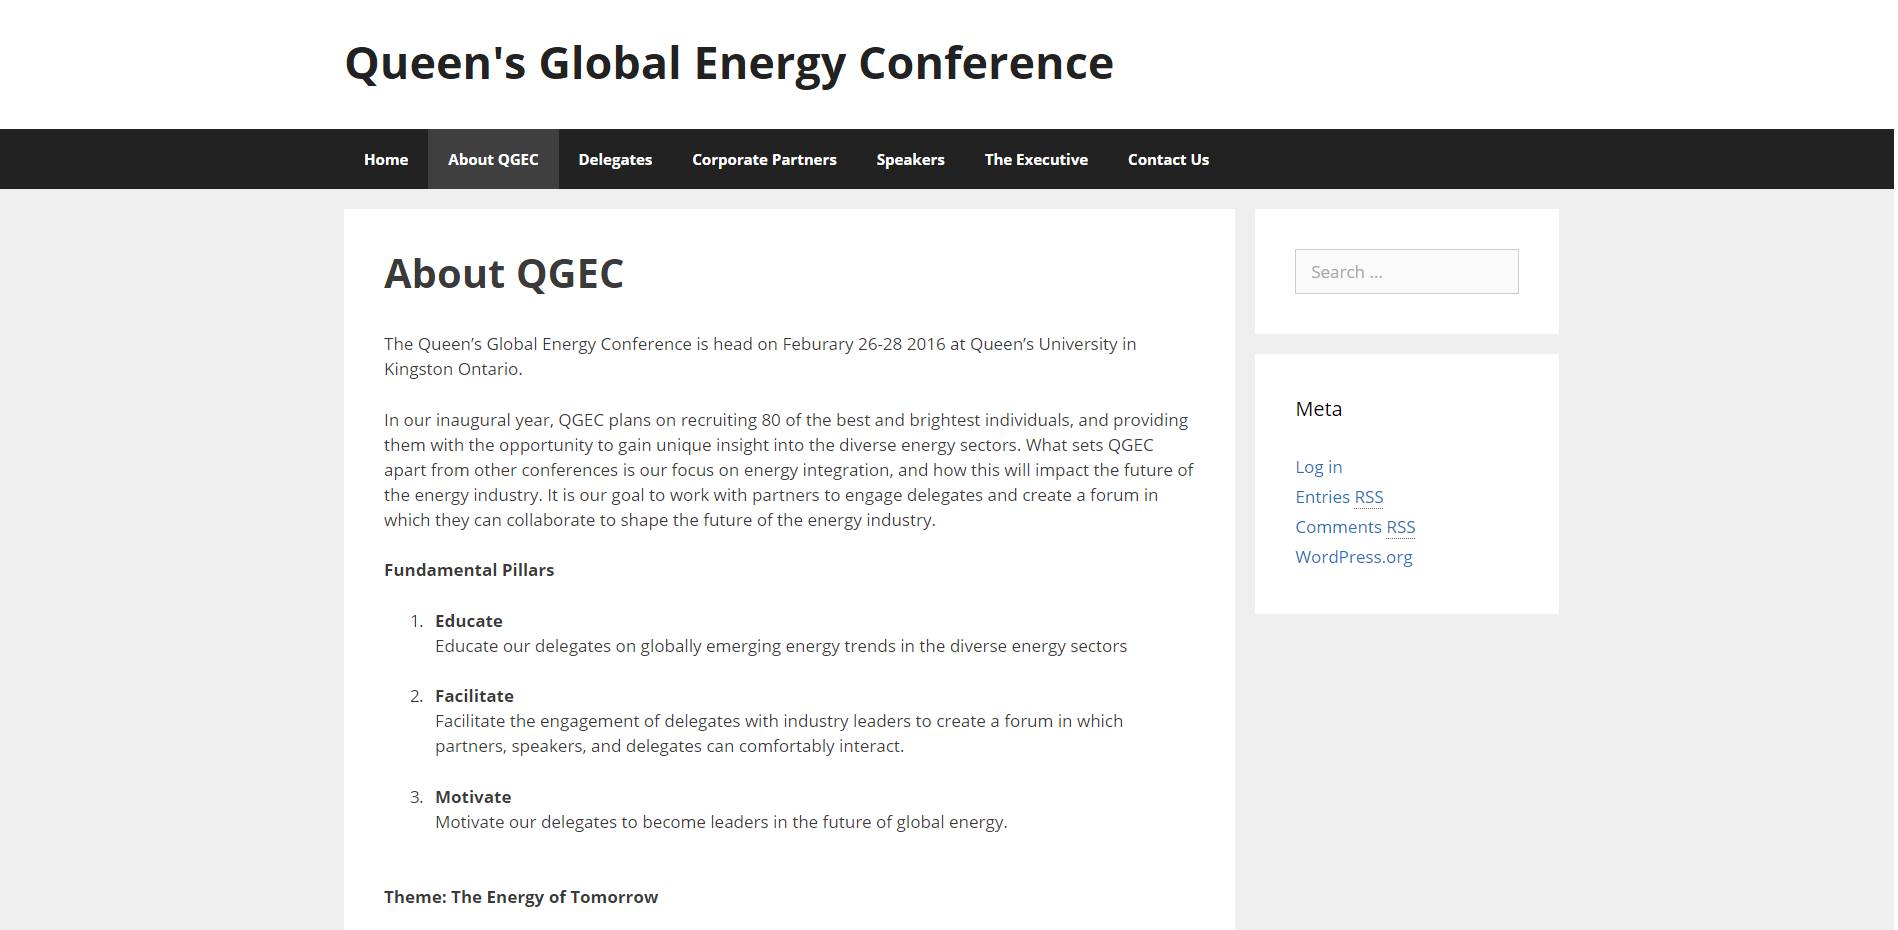 Queen's Global Energy Conference
Home About QGEC Delegates Corporate Partners Speakers The Executive Contact Us
About QGEC
The Queen’s Global Energy Conference is head on Feburary 26-28 2016 at Queen’s University in
Kingston Ontario.
In our inaugural year, QGEC plans on recruiting 80 of the best and brightest individuals, and providing
them with the opportunity to gain unique insight into the diverse energy sectors. What sets QGEC
apart from other conferences is our focus on energy integration, and how this will impact the future of
the energy industry. It is our goal to work with partners to engage delegates and create a forum in
which they can collaborate to shape the future of the energy industry.
Fundamental Pillars
1. Educate
Educate our delegates on globally emerging energy trends in the diverse energy sectors
2. Facilitate
Facilitate the engagement of delegates with industry leaders to create a forum in which
partners, speakers, and delegates can comfortably interact.
3. Motivate
Motivate our delegates to become leaders in the future of global energy.
Theme: The Energy of Tomorrow
Search ...
Meta
Log in
Entries RSS
Comments RSS
WordPress.org